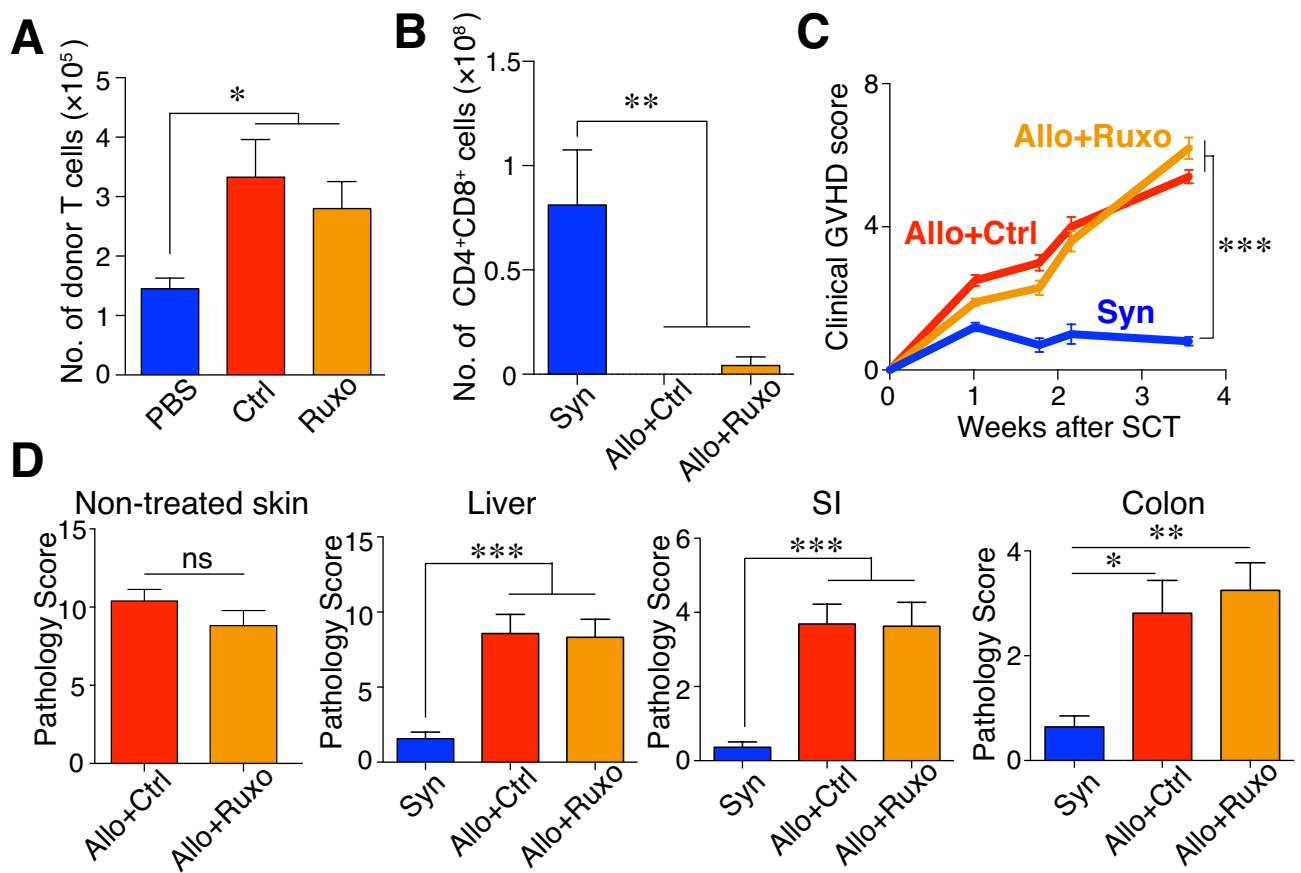 A
No. of donor T cells (×10⁵)
5
4
3
2
1
0
*
PBS
Ctrl
Ruxo
B
No. of CD4⁺CD8⁺ cells (×10⁸)
1.5
1
0.5
0
**
Syn
Allo+Ctrl
Allo+Ruxo
C
Clinical GVHD score
8
4
0
Allo+Ruxo
Allo+Ctrl
Syn
***
0 1 2 3 4
Weeks after SCT
D
Non-treated skin
Pathology Score
15
10
5
0
ns
Allo+Ctrl
Allo+Ruxo
Liver
Pathology Score
15
10
5
0
***
Syn
Allo+Ctrl
Allo+Ruxo
SI
Pathology Score
6
4
2
0
***
Syn
Allo+Ctrl
Allo+Ruxo
Colon
Pathology Score
4
2
0
**
*
Syn
Allo+Ctrl
Allo+Ruxo